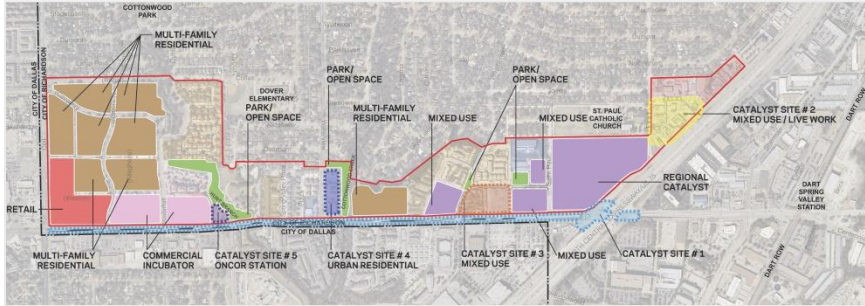 COTTONWOOD
PARK
MULTI-FAMILY
RESIDENTIAL
CITY OF DALLAS
CITY OF RICHARDSON
DOVER
ELEMENTARY
PARK/
OPEN SPACE
PARK/
OPEN SPACE
MULTI-FAMILY
RESIDENTIAL
MIXED USE
PARK/
OPEN SPACE
MIXED USE
ST. PAUL
CATHOLIC
CHURCH
CATALYST SITE # 2
MIXED USE / LIVE WORK
DART ROW
REGIONAL
CATALYST
DART
SPRING
VALLEY
STATION
RETAIL
CITY OF RICHARDSON
CITY OF DALLAS
MULTI-FAMILY
RESIDENTIAL
COMMERCIAL
INCUBATOR
CATALYST SITE # 5
ONCOR STATION
CATALYST SITE # 4
URBAN RESIDENTIAL
CATALYST SITE # 3
MIXED USE
MIXED USE
CATALYST SITE # 1
DART ROW